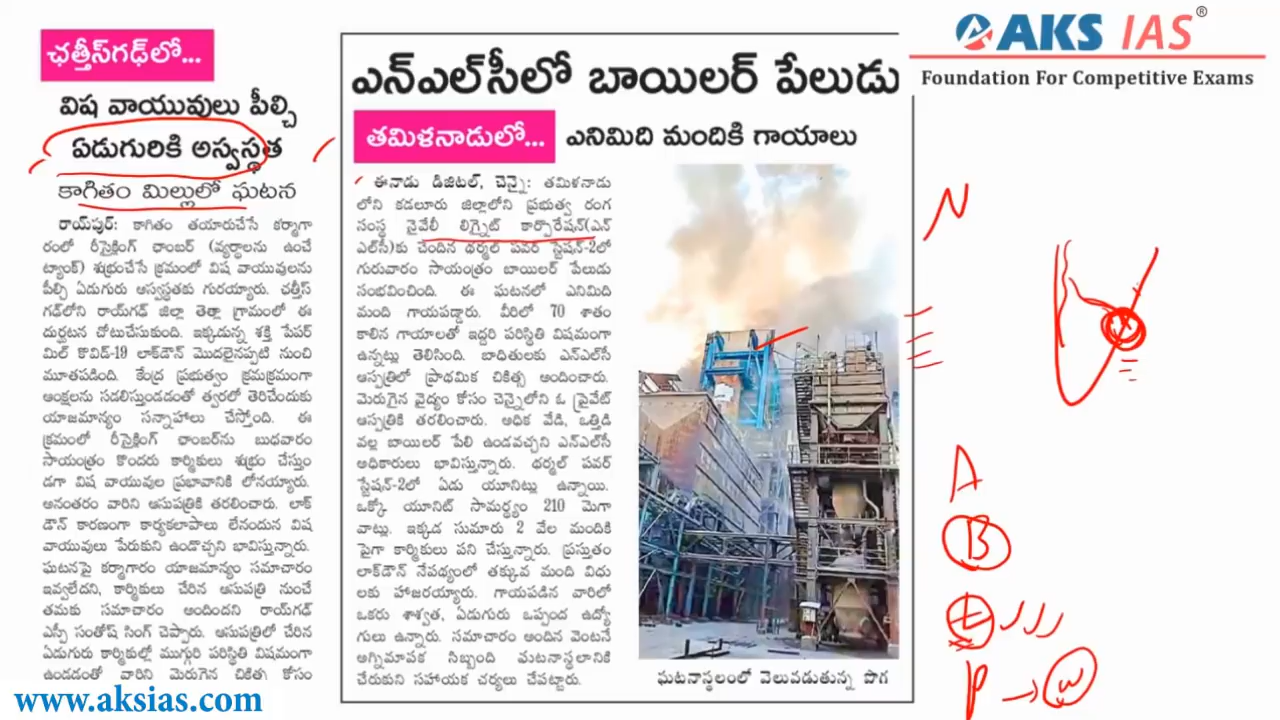 ఛత్తీస్‌గఢ్‌లో...
విష వాయువులు పీల్చి
ఏడుగురికి అస్వస్థత
కాగితం మిల్లులో ఘటన
రాయ్‌పుర్‌: కాగితం తయారుచేసే కర్మాగా
రంలో రీసైక్లింగ్‌ ఛాంబర్‌ (వ్యర్థాలను ఉంచే
ట్యాంక్‌) శుభ్రంచేసే క్రమంలో విష వాయువులను
పీల్చి ఏడుగురు అస్వస్థతకు గురయ్యారు. ఛత్తీస్‌
గఢ్‌లోని రాయ్‌గఢ్‌ జిల్లా తెత్లా గ్రామంలో ఈ
దుర్ఘటన చోటుచేసుకుంది. ఇక్కడున్న శక్తి పేపర్‌
మిల్‌ కొవిడ్‌-19 లాక్‌డౌన్‌ మొదలైనప్పటి నుంచి
మూతపడింది. కేంద్ర ప్రభుత్వం క్రమక్రమంగా
ఆంక్షలను సడలిస్తుండడంతో త్వరలో తెరిచేందుకు
యాజమాన్యం సన్నాహాలు చేస్తోంది. ఈ
క్రమంలో రీసైక్లింగ్‌ ఛాంబర్‌ను బుధవారం
సాయంత్రం కొందరు కార్మికులు శుభ్రం చేస్తుం
డగా విష వాయువుల ప్రభావానికి లోనయ్యారు.
అనంతరం వారిని ఆసుపత్రికి తరలించారు. లాక్‌
డౌన్‌ కారణంగా కార్యకలాపాలు లేనందున విష
వాయువులు పేరుకుని ఉండొచ్చని భావిస్తున్నారు.
ఘటనపై కర్మాగారం యాజమాన్యం సమాచారం
ఇవ్వలేదని, కార్మికులు చేరిన ఆసుపత్రి నుంచే
తమకు సమాచారం అందిందని రాయ్‌గఢ్‌
ఎస్పీ సంతోష్‌ సింగ్‌ చెప్పారు. ఆసుపత్రిలో చేరిన
ఏడుగురు కార్మికుల్లో ముగ్గురి పరిస్థితి విషమంగా
ఉండడంతో వారిని మెరుగైన చికిత్స కోసం
ఎన్‌ఎల్‌సీలో బాయిలర్‌ పేలుడు
తమిళనాడులో... ఎనిమిది మందికి గాయాలు
ఈనాడు డిజిటల్‌, చెన్నై: తమిళనాడు
లోని కడలూరు జిల్లాలోని ప్రభుత్వ రంగ
సంస్థ నైవేలీ లిగ్నైట్‌ కార్పొరేషన్‌(ఎన్‌
ఎల్‌సీ)కు చెందిన థర్మల్‌ పవర్‌ స్టేషన్‌-2లో
గురువారం సాయంత్రం బాయిలర్‌ పేలుడు
సంభవించింది. ఈ ఘటనలో ఎనిమిది
మంది గాయపడ్డారు. వీరిలో 70 శాతం
కాలిన గాయాలతో ఇద్దరి పరిస్థితి విషమంగా
ఉన్నట్లు తెలిసింది. బాధితులకు ఎన్‌ఎల్‌సీ
ఆస్పత్రిలో ప్రాథమిక చికిత్స అందించారు.
మెరుగైన వైద్యం కోసం చెన్నైలోని ఓ ప్రైవేట్‌
ఆస్పత్రికి తరలించారు. అధిక వేడి, ఒత్తిడి
వల్ల బాయిలర్‌ పేలి ఉండవచ్చని ఎన్‌ఎల్‌సీ
అధికారులు భావిస్తున్నారు. థర్మల్‌ పవర్‌
స్టేషన్‌-2లో ఏడు యూనిట్లు ఉన్నాయి.
ఒక్కో యూనిట్‌ సామర్థ్యం 210 మెగా
వాట్లు. ఇక్కడ సుమారు 2 వేల మందికి
పైగా కార్మికులు పని చేస్తున్నారు. ప్రస్తుతం
లాక్‌డౌన్‌ నేపథ్యంలో తక్కువ మంది విధు
లకు హాజరయ్యారు. గాయపడిన వారిలో
ఒకరు శాశ్వత, ఏడుగురు ఒప్పంద ఉద్యో
గులు ఉన్నారు. సమాచారం అందిన వెంటనే
అగ్నిమాపక సిబ్బంది ఘటనాస్థలానికి
చేరుకుని సహాయక చర్యలు చేపట్టారు.
ఘటనాస్థలంలో వెలువడుతున్న పొగ
AKS IAS®
Foundation For Competitive Exams
N
A
B
P → W
www.aksias.com